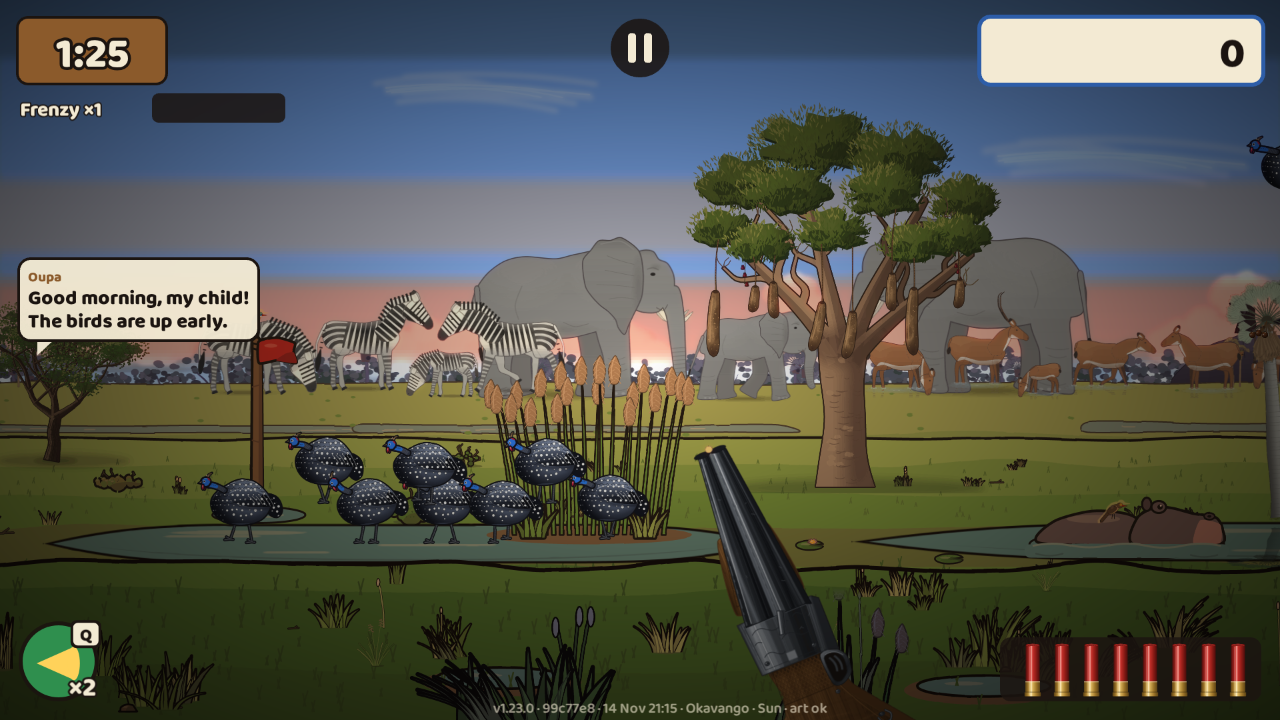 1:25
0
Frenzy ×1
Oupa
Good morning, my child!
The birds are up early.
Q
×2
v1.23.0 · 99c77e8 · 14 Nov 21:15 · Okavango · Sun · art ok